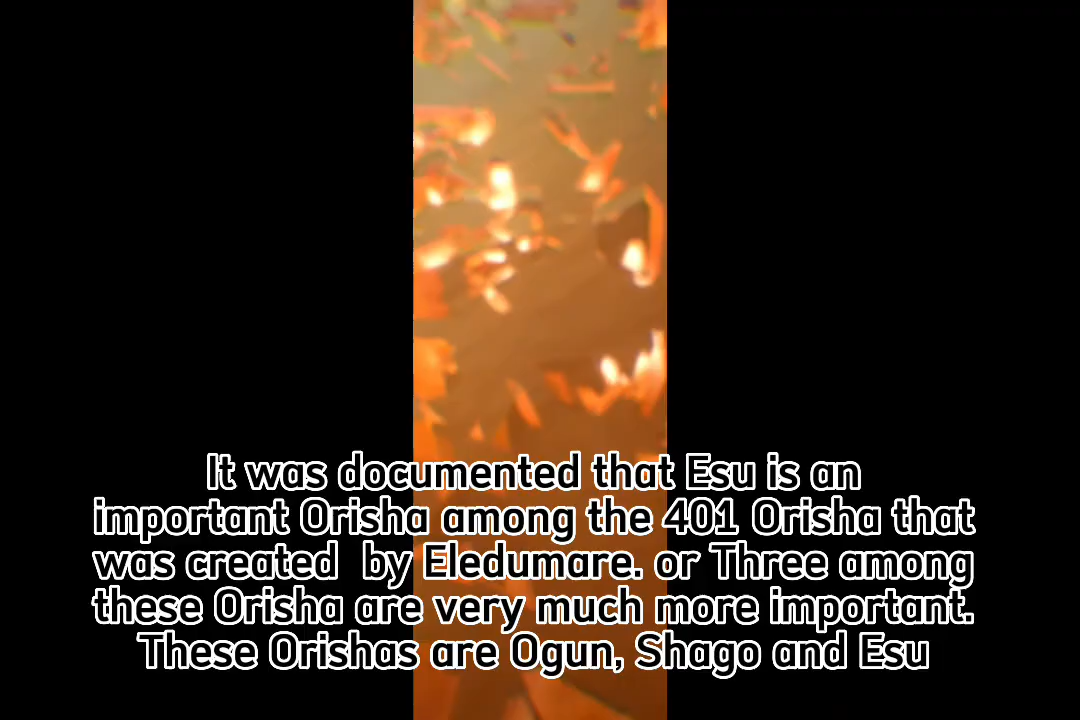 It was documented that Esu is an
important Orisha among the 401 Orisha that
was created  by Eledumare. or Three among
these Orisha are very much more important.
These Orishas are Ogun, Shago and Esu